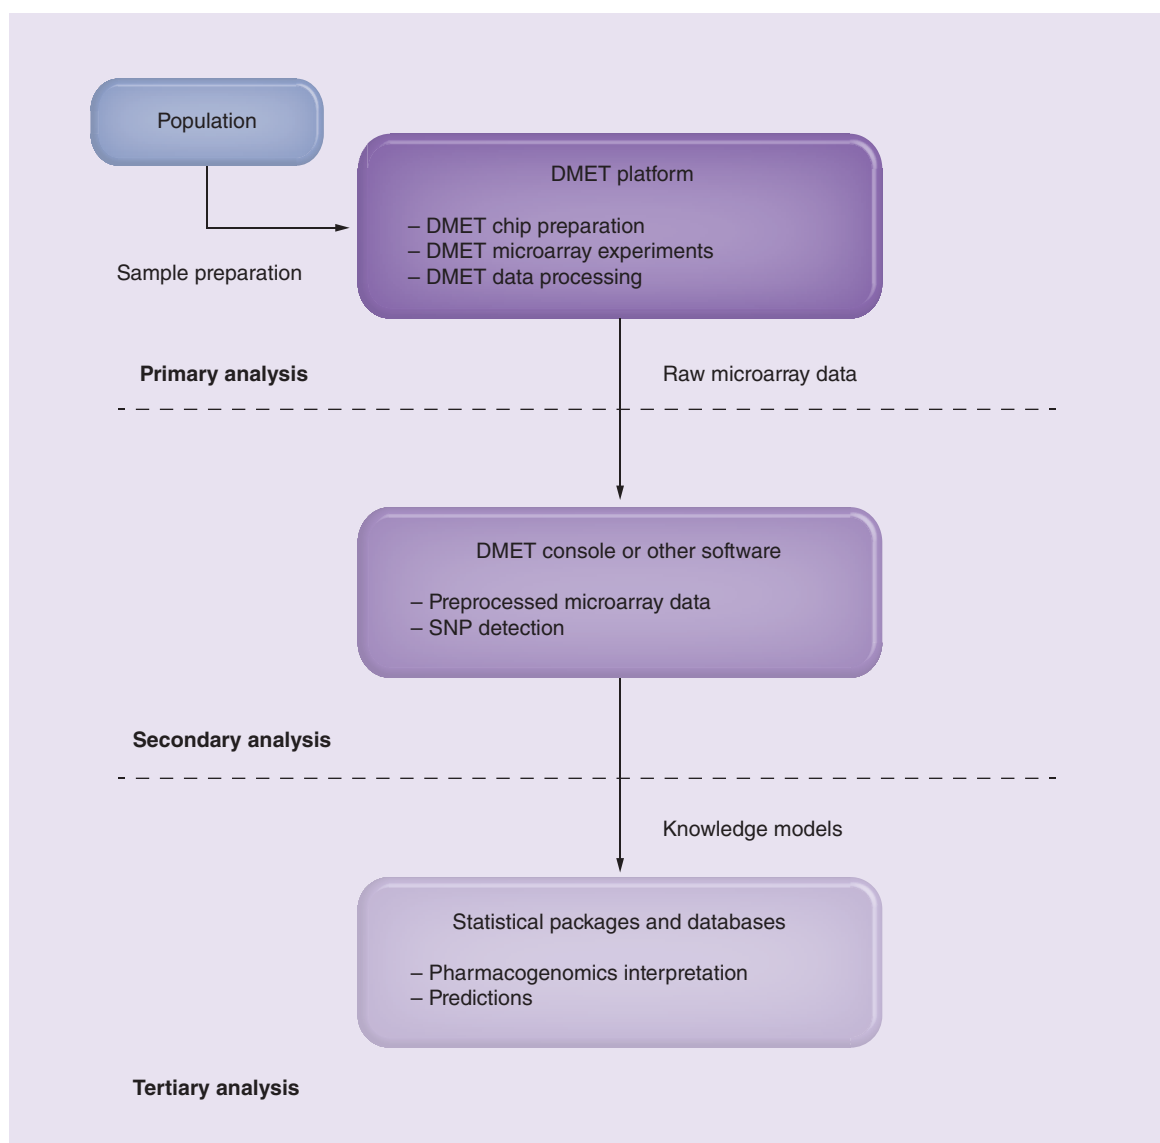 Population
DMET platform
– DMET chip preparation
– DMET microarray experiments
– DMET data processing
Sample preparation
Primary analysis
Raw microarray data
DMET console or other software
– Preprocessed microarray data
– SNP detection
Secondary analysis
Knowledge models
Statistical packages and databases
– Pharmacogenomics interpretation
– Predictions
Tertiary analysis